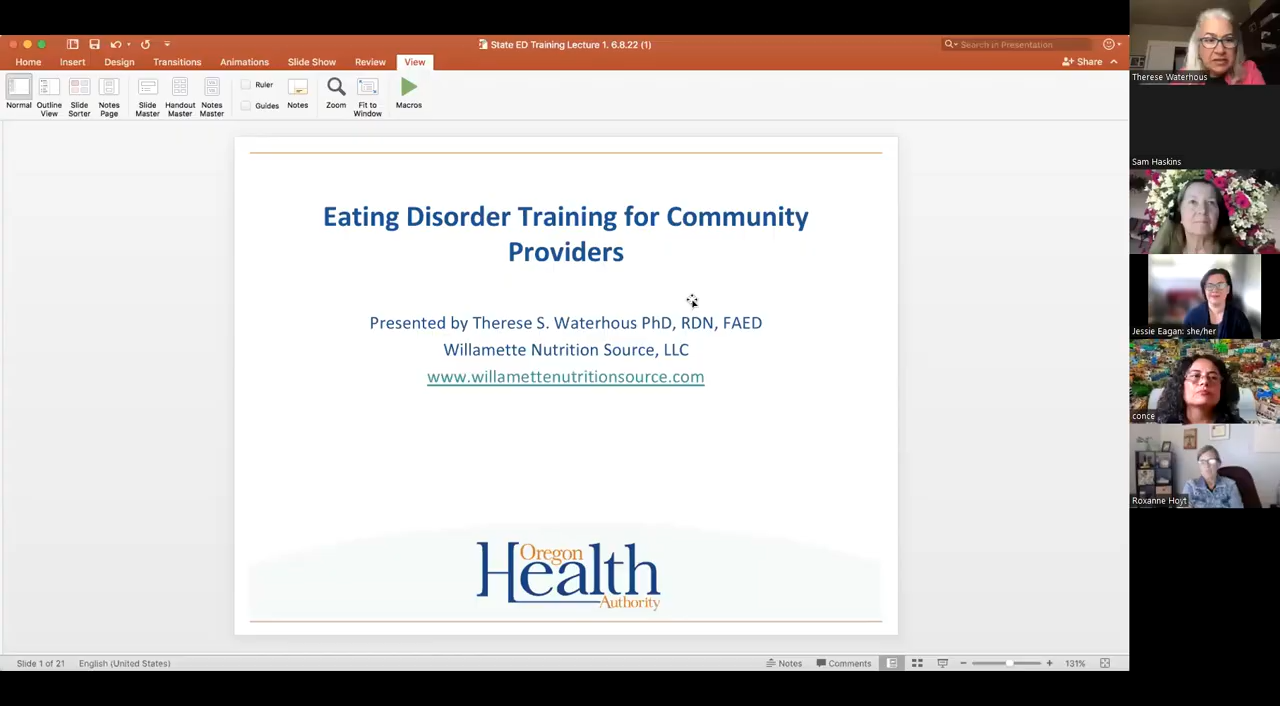 State ED Training Lecture 1. 6.8.22 (1)
Search in Presentation
Home Insert Design Transitions Animations Slide Show Review View
Share
Normal
Outline View
Slide Sorter
Notes Page
Slide Master
Handout Master
Notes Master
Ruler
Guides
Notes
Zoom
Fit to Window
Macros
Eating Disorder Training for Community
Providers
Presented by Therese S. Waterhous PhD, RDN, FAED
Willamette Nutrition Source, LLC
www.willamettenutritionsource.com
Oregon
Health
Authority
Slide 1 of 21 English (United States)
Notes Comments 131%
Therese Waterhous
Sam Haskins
Jessie Eagan: she/her
conce
Roxanne Hoyt